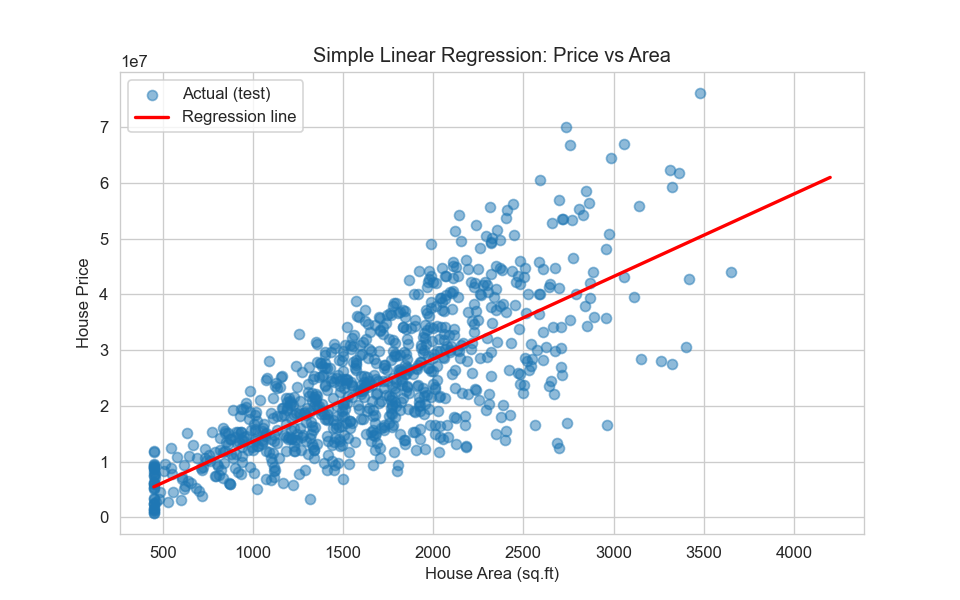 Simple Linear Regression: Price vs Area
1e7
Actual (test)
Regression line
7
6
5
4
3
2
1
0
House Price
500 1000 1500 2000 2500 3000 3500 4000
House Area (sq.ft)